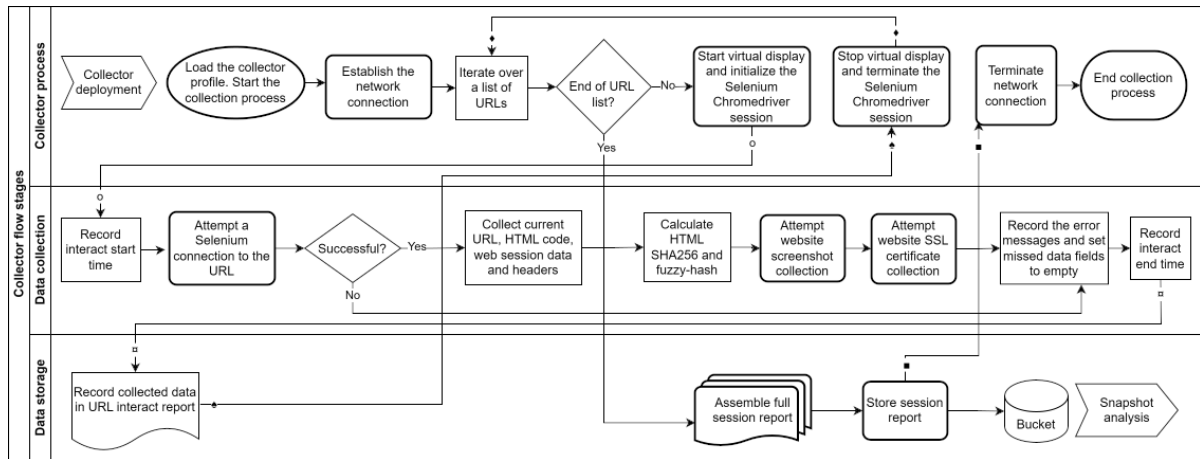 Collector flow stages
Collector process
Collector
deployment
Load the collector
profile. Start the
collection process
Establish the
network
connection
Iterate over
a list of
URLs
End of URL
list?
No
Yes
Start virtual display
and initialize the
Selenium
Chromedriver
session
Stop virtual display
and terminate the
Selenium
Chromedriver
session
Terminate
network
connection
End collection
process
Data collection
Record
interact start
time
Attempt a
Selenium
connection to the
URL
Successful?
Yes
No
Collect current
URL, HTML code,
web session data
and headers
Calculate
HTML
SHA256 and
fuzzy-hash
Attempt
website
screenshot
collection
Attempt
website SSL
certificate
collection
Record the error
messages and set
missed data fields
to empty
Record
interact
end time
Data storage
Record collected data
in URL interact report
Assemble full
session report
Store session
report
Bucket
Snapshot
analysis